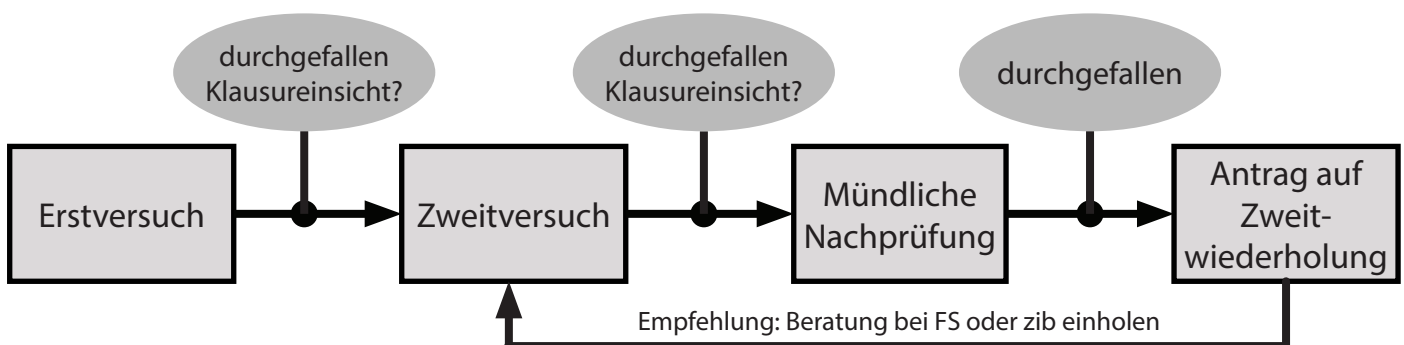 durchgefallen
Klausureinsicht?
durchgefallen
Klausureinsicht?
durchgefallen
Erstversuch
Zweitversuch
Mündliche
Nachprüfung
Antrag auf
Zweit-
wiederholung
Empfehlung: Beratung bei FS oder zib einholen